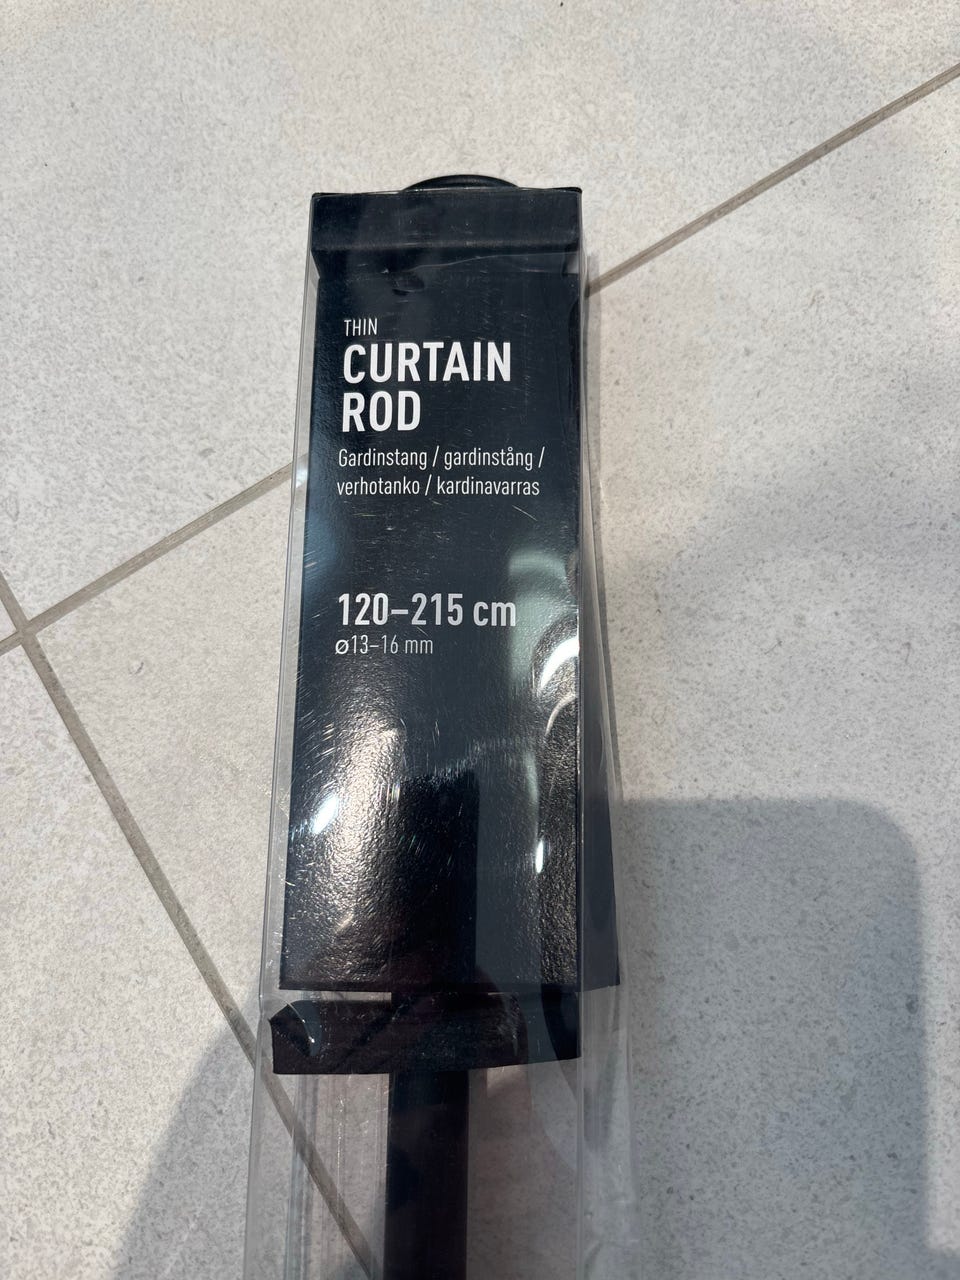 THIN
CURTAIN
ROD
Gardinstang / gardinstång /
verhotanko / kardinavarras
120–215 cm
ø13–16 mm